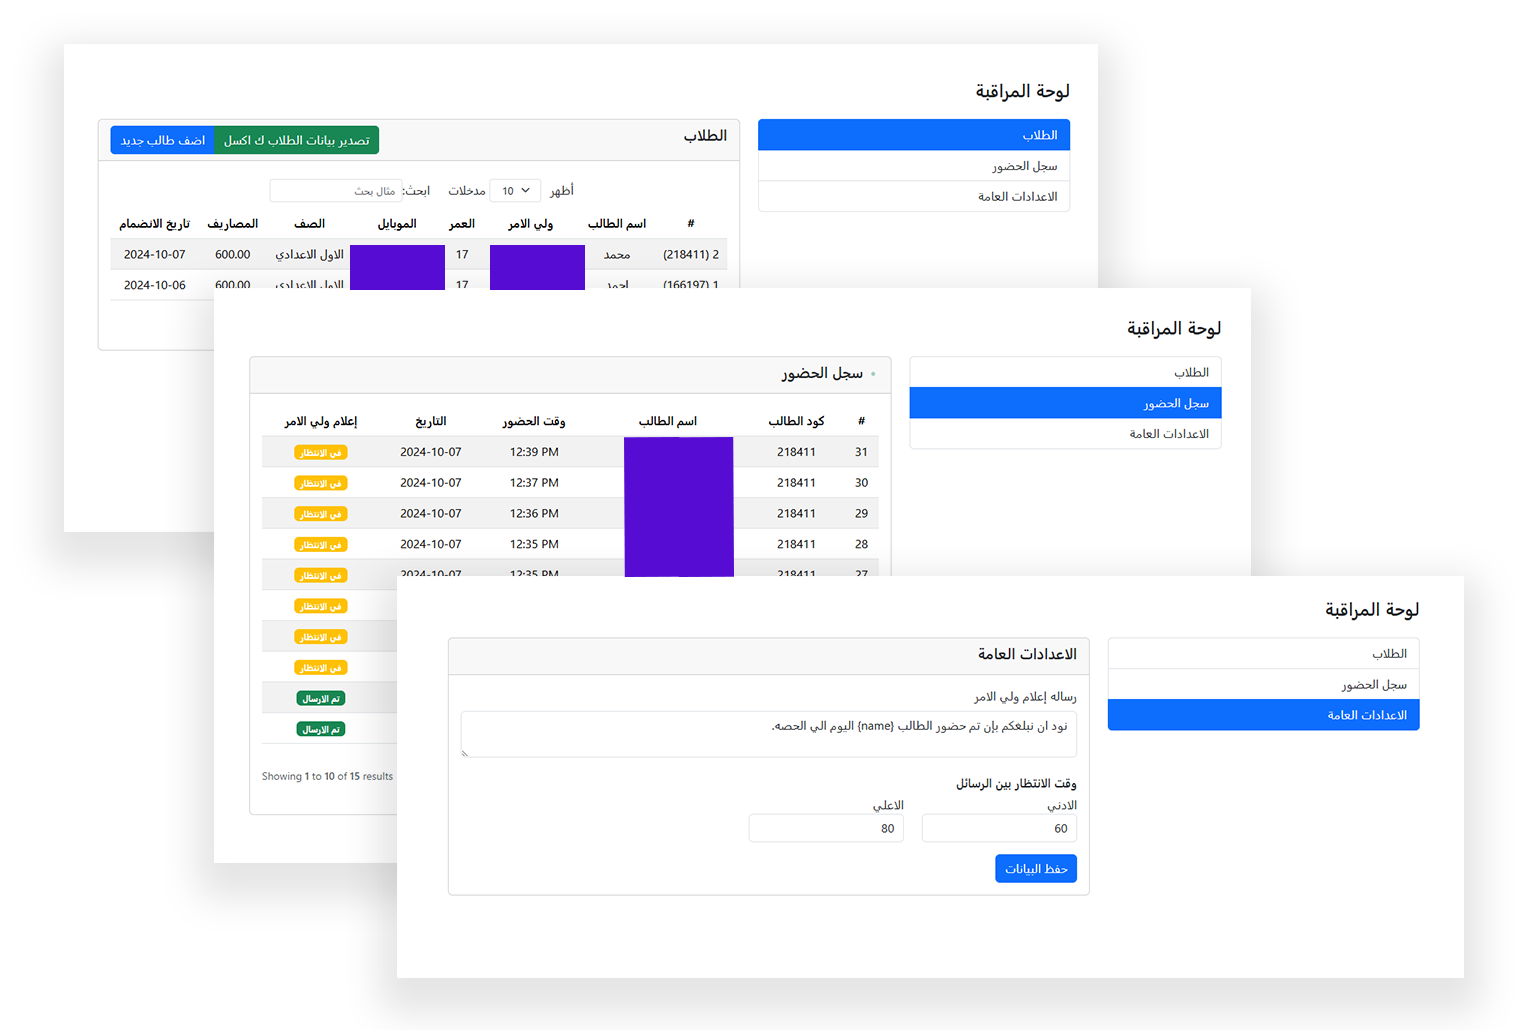 لوحة المراقبة
الطلاب
سجل الحضور
الاعدادات العامة
الطلاب
تصدير بيانات الطلاب ك اكسل
اضف طالب جديد
أظهر 10 مدخلات ابحث: مثال بحث
# اسم الطالب ولي الامر العمر الموبايل الصف المصاريف تاريخ الانضمام
2 (218411) محمد 17 الاول الاعدادي 600.00 2024-10-07
1 (166197) احمد 17 الاول الاعدادي 600.00 2024-10-06
لوحة المراقبة
الطلاب
سجل الحضور
الاعدادات العامة
سجل الحضور
# كود الطالب اسم الطالب وقت الحضور التاريخ إعلام ولي الامر
31 218411 12:39 PM 2024-10-07 في الانتظار
30 218411 12:37 PM 2024-10-07 في الانتظار
29 218411 12:36 PM 2024-10-07 في الانتظار
28 218411 12:35 PM 2024-10-07 في الانتظار
27 218411 12:35 PM 2024-10-07 في الانتظار
في الانتظار
في الانتظار
في الانتظار
تم الارسال
تم الارسال
Showing 1 to 10 of 15 results
لوحة المراقبة
الطلاب
سجل الحضور
الاعدادات العامة
الاعدادات العامة
رساله إعلام ولي الامر
نود ان نبلغكم بإن تم حضور الطالب {name} اليوم الي الحصه.
وقت الانتظار بين الرسائل
الادني الاعلي
60 80
حفظ البيانات